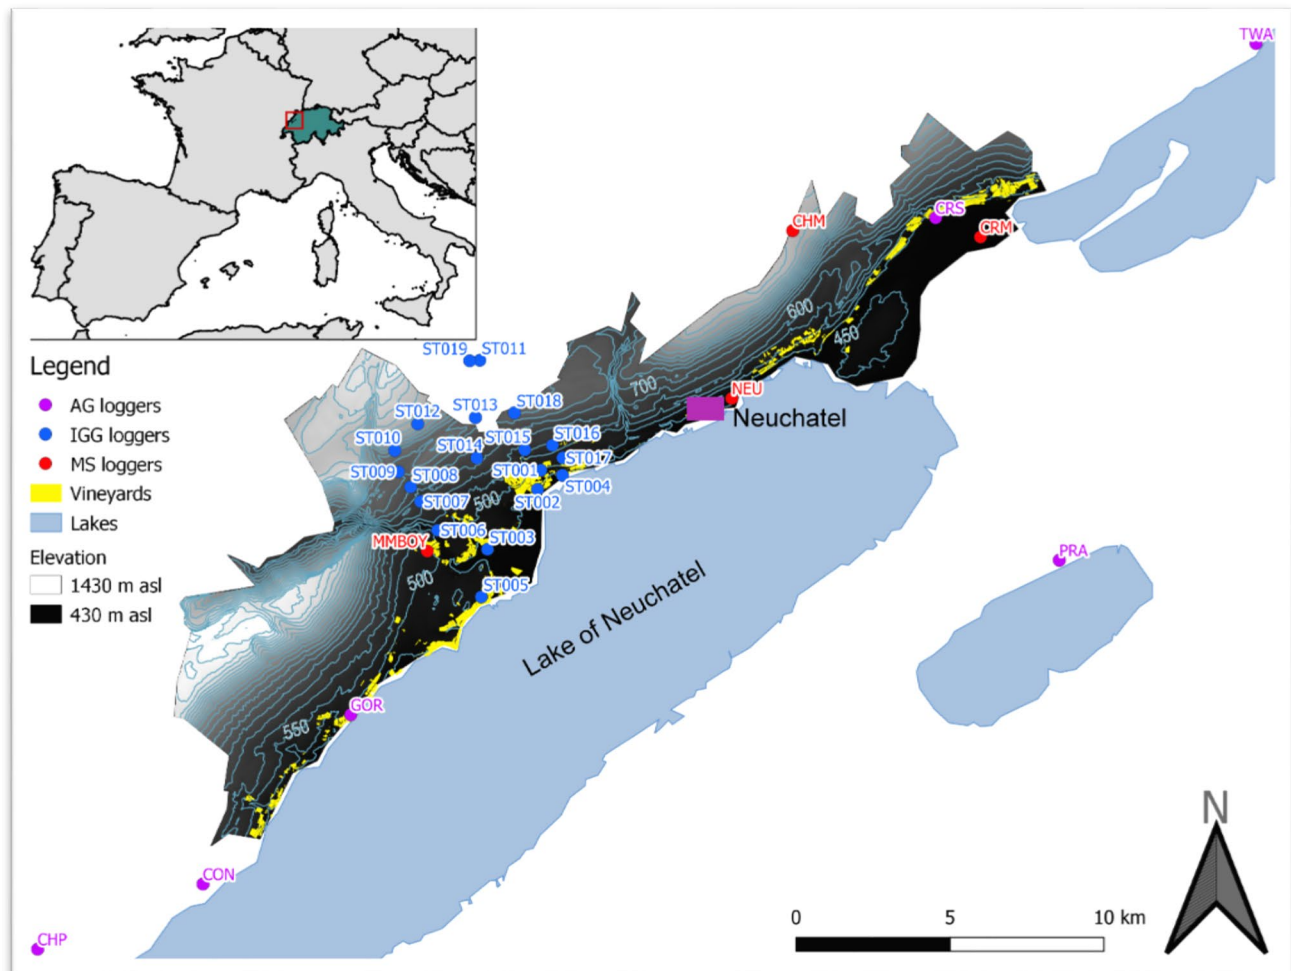 TWA
CHM
CRS
CRM
600
450
ST019
ST011
Legend
AG loggers
IGG loggers
MS loggers
Vineyards
Lakes
Elevation
1430 m asl
430 m asl
700
NEU
Neuchatel
ST012
ST013
ST018
ST010
ST014
ST015
ST016
ST009
ST008
ST001
ST017
ST007
500
ST002
ST004
MMBOY
ST006
ST003
500
ST005
PRA
Lake of Neuchatel
GOR
550
CON
CHP
N
0 5 10 km